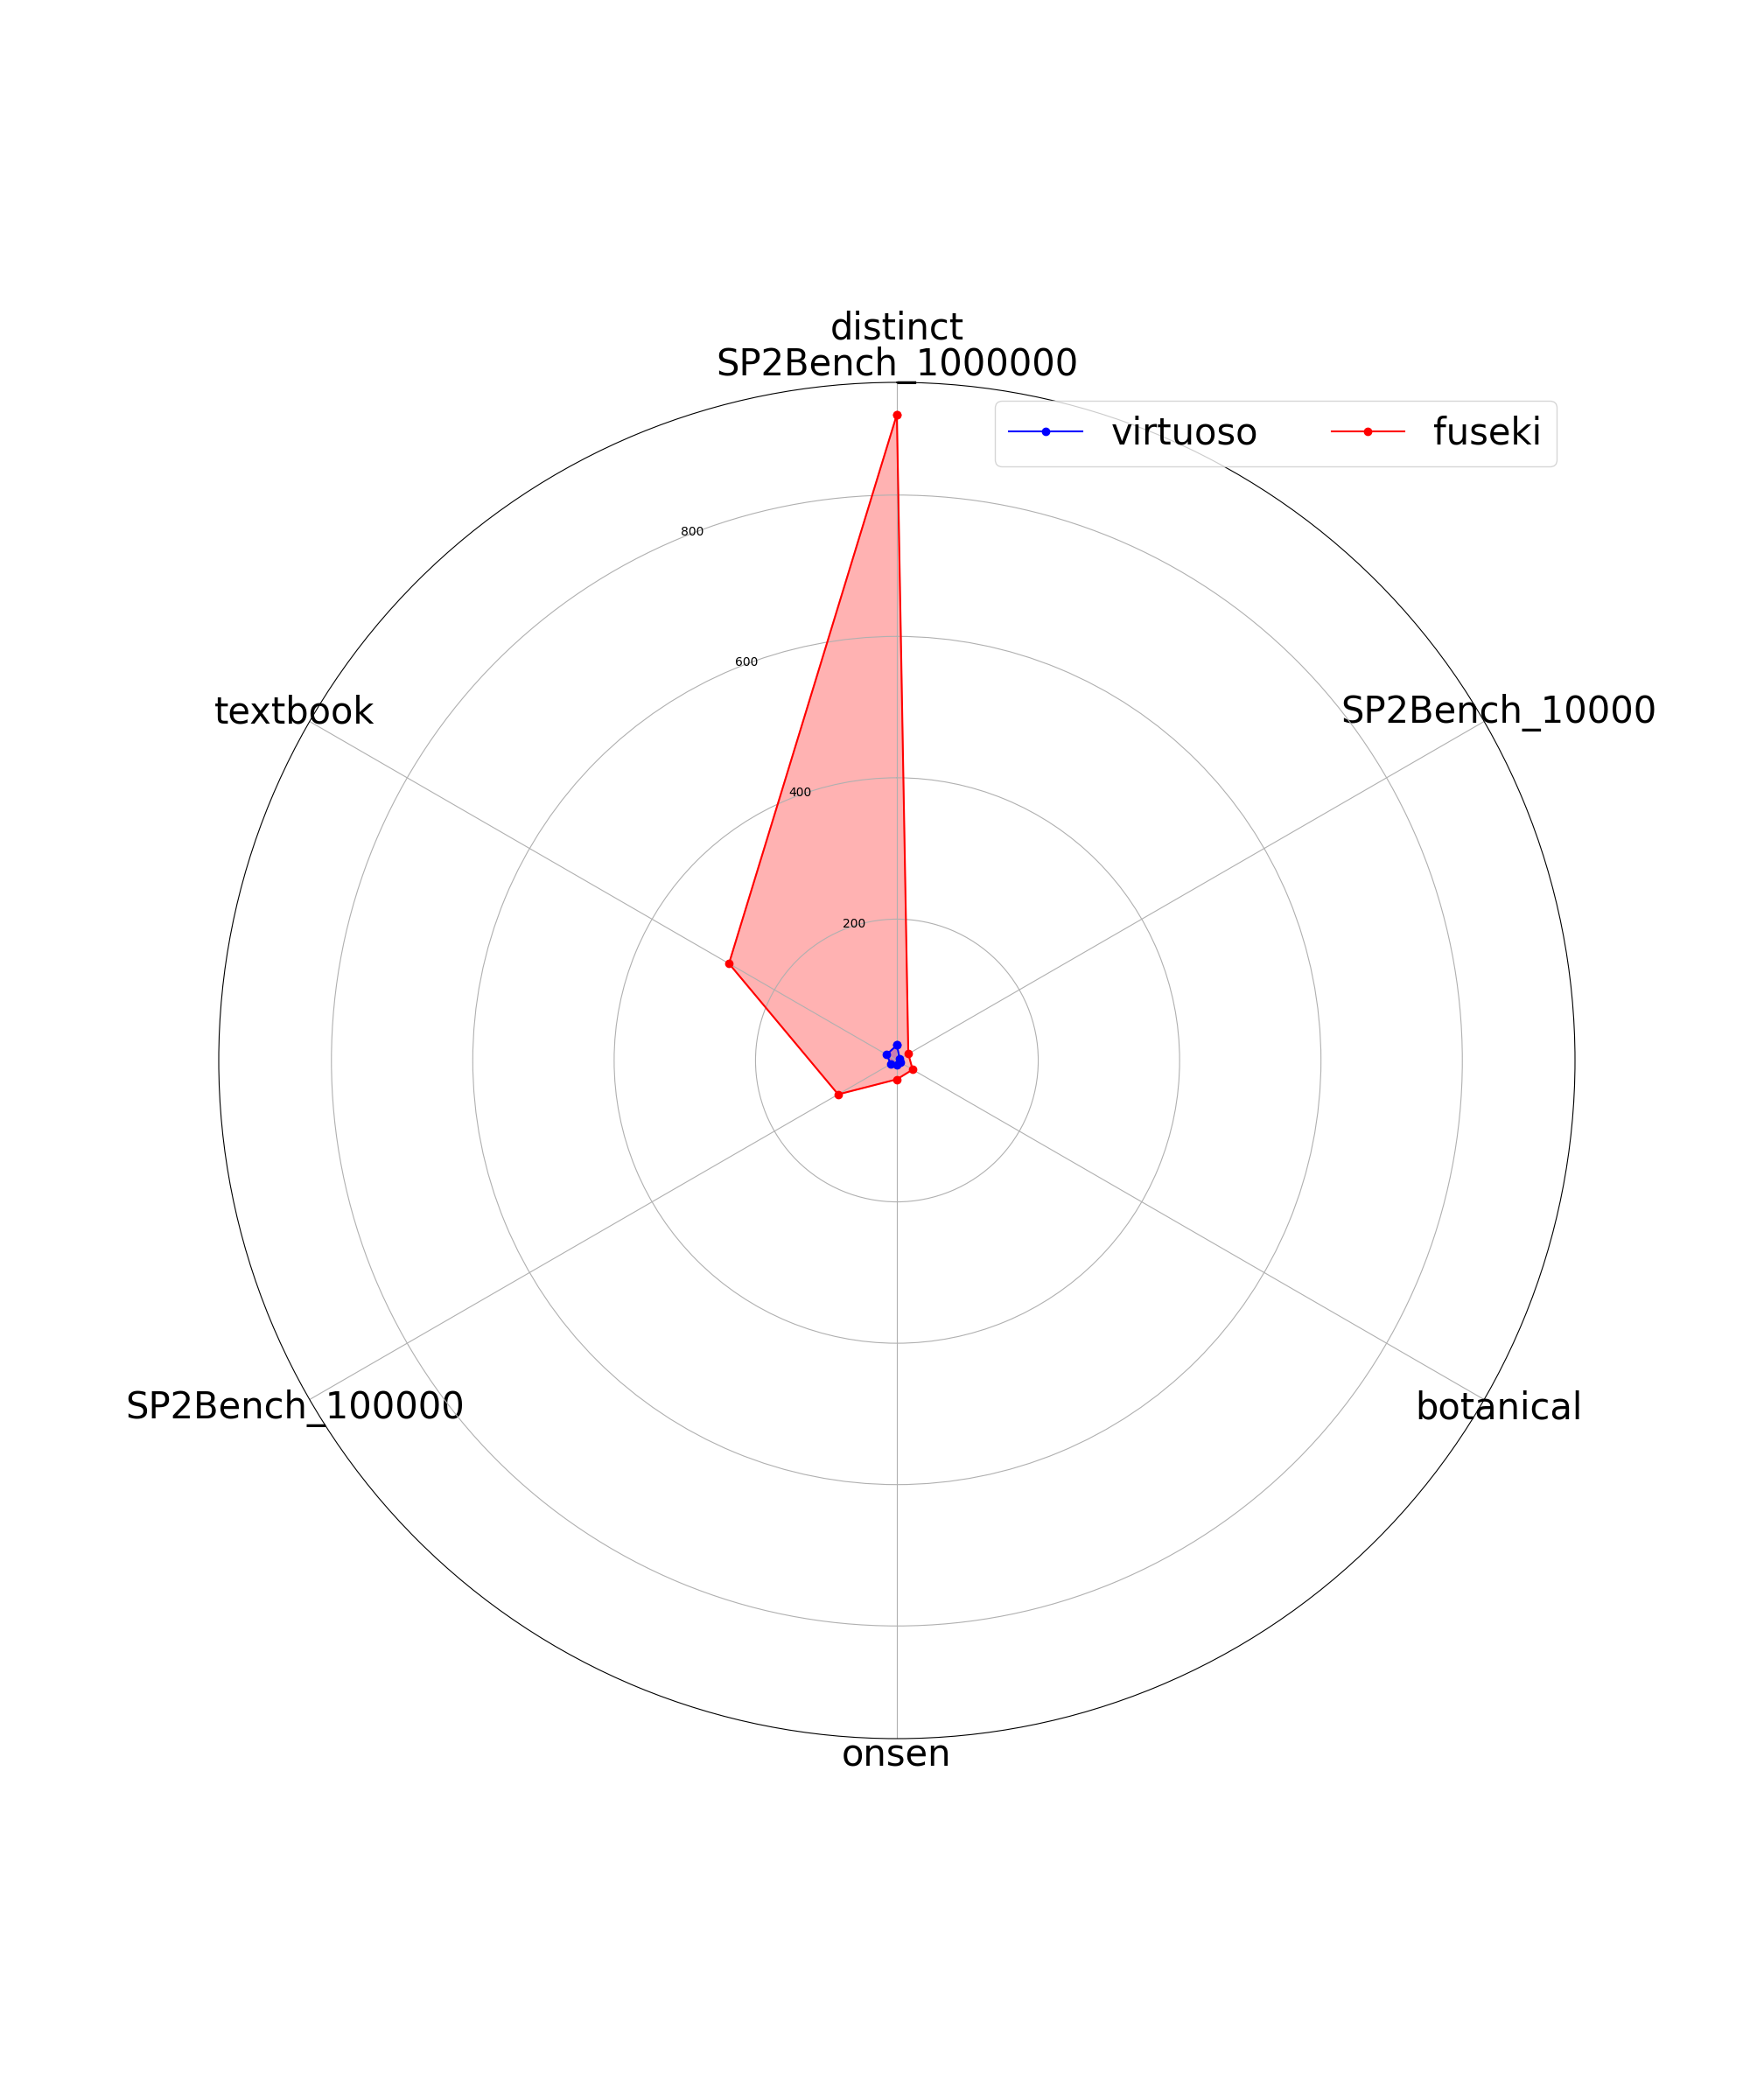 distinct
SP2Bench_1000000
virtuoso fuseki
800
600
textbook
SP2Bench_10000
400
200
SP2Bench_100000
botanical
onsen